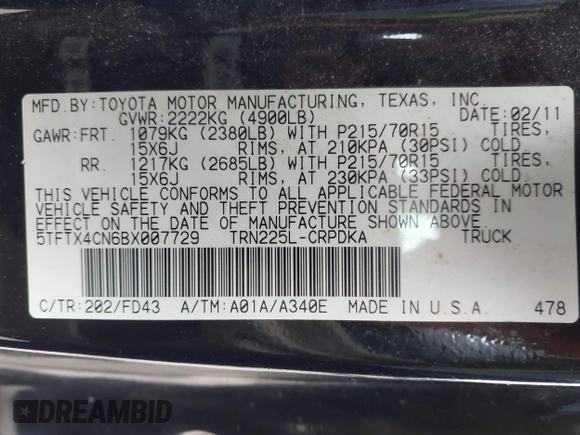 MFD.BY:TOYOTA MOTOR MANUFACTURING, TEXAS, INC.
GVWR:2222KG (4900LB) DATE:02/11
GAWR:FRT. 1079KG (2380LB) WITH P215/70R15 TIRES,
15X6J RIMS, AT 210KPA (30PSI) COLD.
RR. 1217KG (2685LB) WITH P215/70R15 TIRES,
15X6J RIMS, AT 230KPA (33PSI) COLD.
THIS VEHICLE CONFORMS TO ALL APPLICABLE FEDERAL MOTOR
VEHICLE SAFETY AND THEFT PREVENTION STANDARDS IN
EFFECT ON THE DATE OF MANUFACTURE SHOWN ABOVE.
5TFTX4CN6BX007729 TRN225L-CRPDKA TRUCK
C/TR:202/FD43 A/TM:A01A/A340E MADE IN U.S.A. 478
DREAMBID